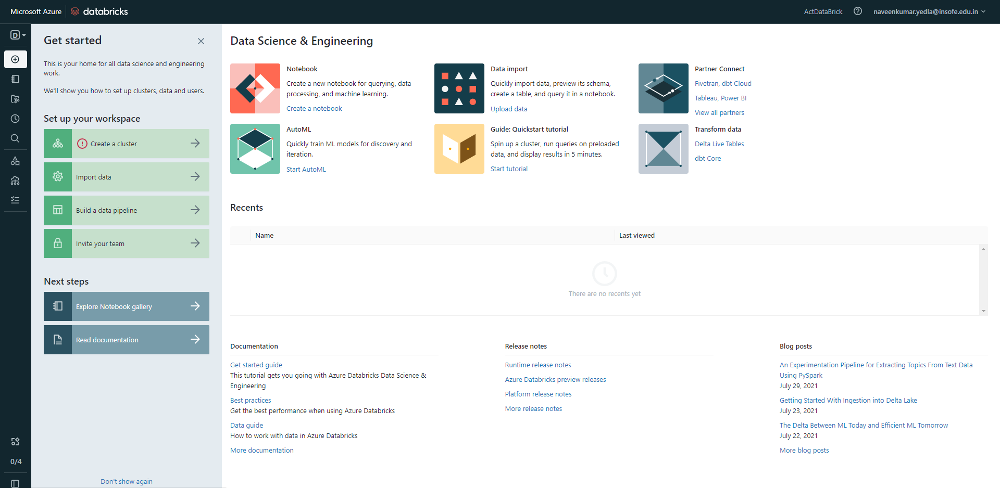 Microsoft Azure
databricks
ActDataBrick
naveenkumar.yedla@insofe.edu.in
D
Get started
This is your home for all data science and engineering
work.
We'll show you how to set up clusters, data and users.
Set up your workspace
Create a cluster
Import data
Build a data pipeline
Invite your team
Next steps
Explore Notebook gallery
Read documentation
0/4
Don't show again
Data Science & Engineering
Notebook
Create a new notebook for querying, data
processing, and machine learning.
Create a notebook
Data import
Quickly import data, preview its schema,
create a table, and query it in a notebook.
Upload data
Partner Connect
Fivetran, dbt Cloud
Tableau, Power BI
View all partners
AutoML
Quickly train ML models for discovery and
iteration.
Start AutoML
Guide: Quickstart tutorial
Spin up a cluster, run queries on preloaded
data, and display results in 5 minutes.
Start tutorial
Transform data
Delta Live Tables
dbt Core
Recents
Name
Last viewed
There are no recents yet
Documentation
Get started guide
This tutorial gets you going with Azure Databricks Data Science &
Engineering
Best practices
Get the best performance when using Azure Databricks
Data guide
How to work with data in Azure Databricks
More documentation
Release notes
Runtime release notes
Azure Databricks preview releases
Platform release notes
More release notes
Blog posts
An Experimentation Pipeline for Extracting Topics From Text Data
Using PySpark
July 29, 2021
Getting Started With Ingestion into Delta Lake
July 23, 2021
The Delta Between ML Today and Efficient ML Tomorrow
July 22, 2021
More blog posts